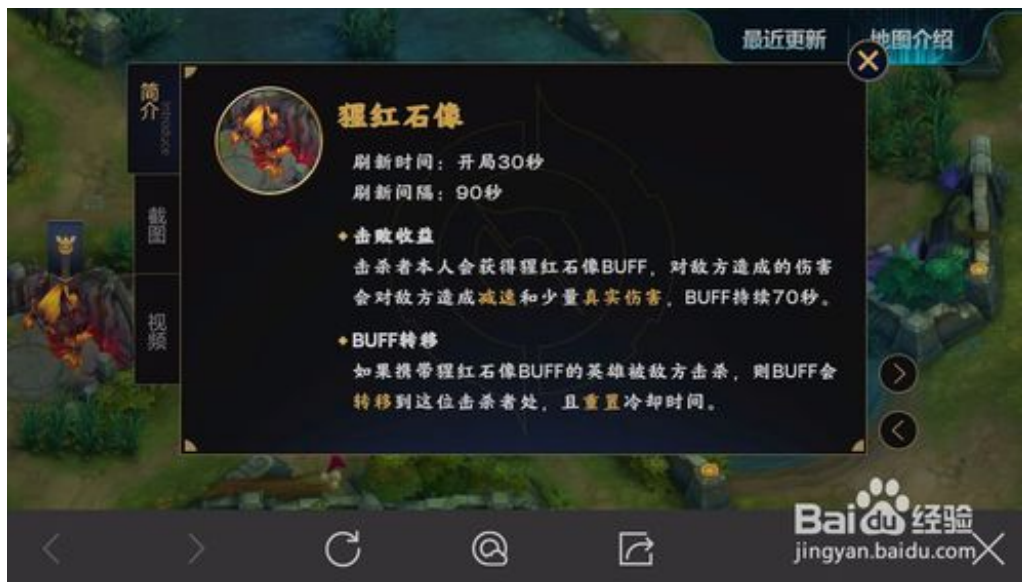 最近更新
地图介绍
简介
Introduce
截图
视频
猩红石像
刷新时间：开局30秒
刷新间隔：90秒
击败收益
击杀者本人会获得猩红石像BUFF，对敌方造成的伤害
会对敌方造成减速和少量真实伤害，BUFF持续70秒。
BUFF转移
如果携带猩红石像BUFF的英雄被敌方击杀，则BUFF会
转移到这位击杀者处，且重置冷却时间。
Baidu经验
jingyan.baidu.com